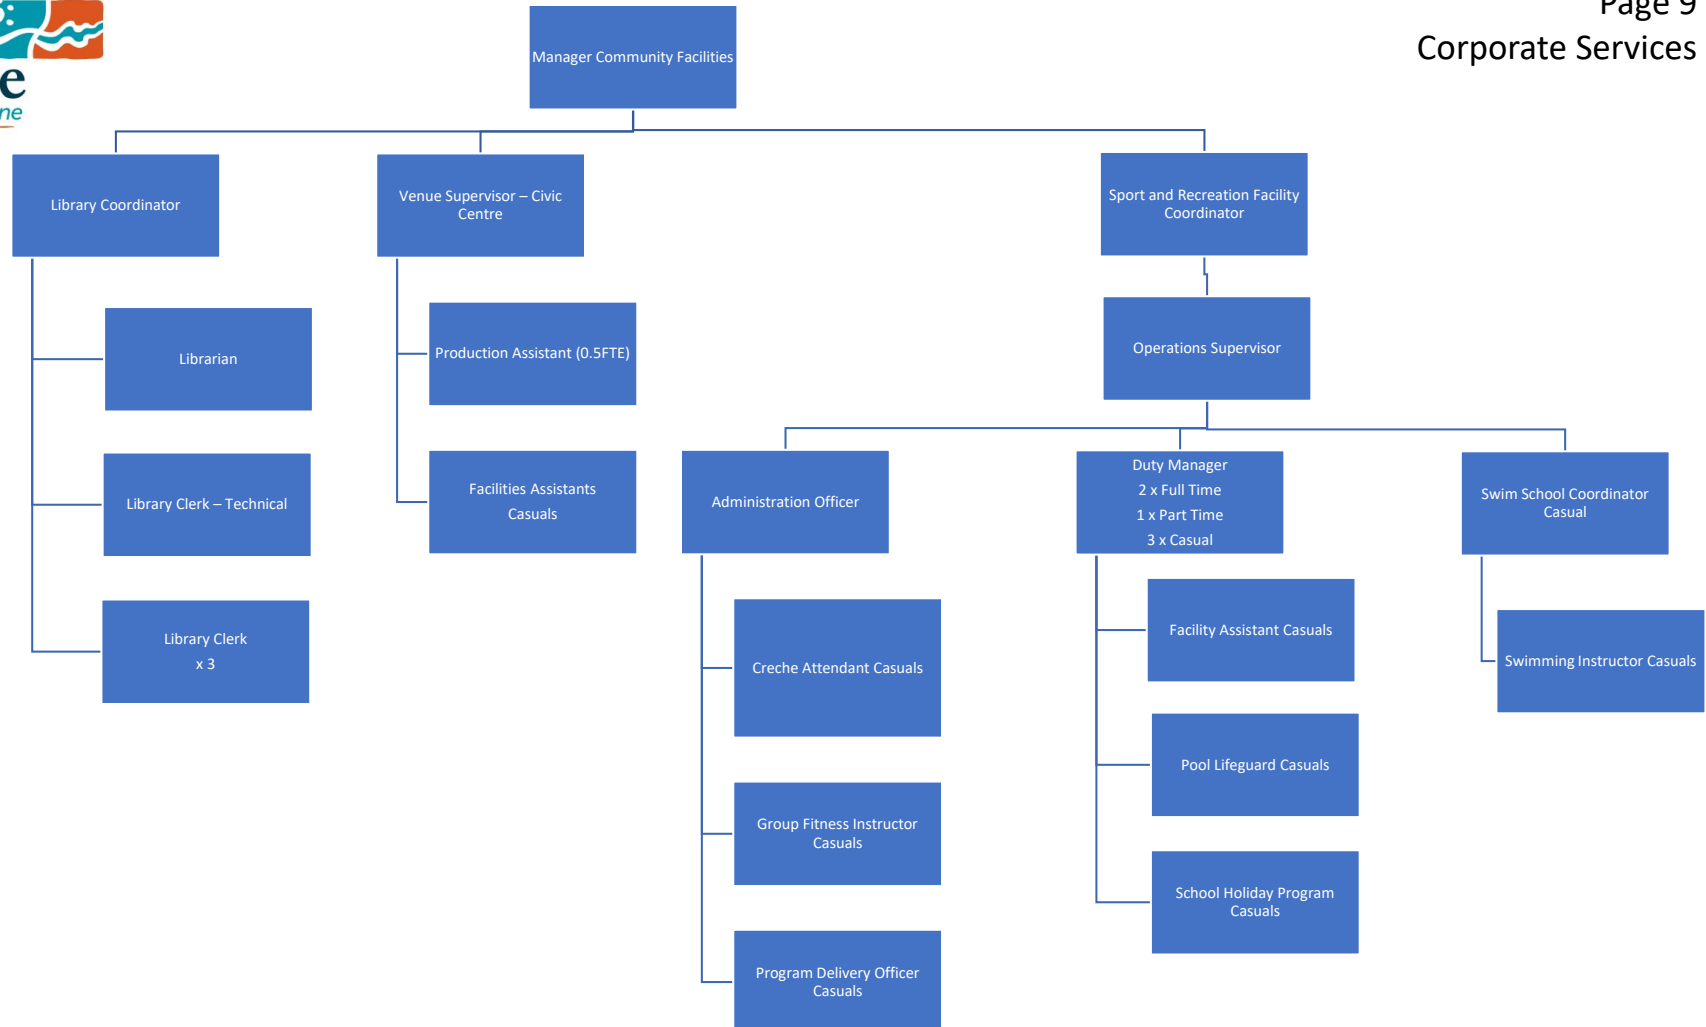 Page 9
Corporate Services
e
ne
Manager Community Facilities
Library Coordinator
Venue Supervisor – Civic
Centre
Sport and Recreation Facility
Coordinator
Librarian
Production Assistant (0.5FTE)
Operations Supervisor
Library Clerk – Technical
Facilities Assistants
Casuals
Administration Officer
Duty Manager
2 x Full Time
1 x Part Time
3 x Casual
Swim School Coordinator
Casual
Library Clerk
x 3
Creche Attendant Casuals
Facility Assistant Casuals
Swimming Instructor Casuals
Group Fitness Instructor
Casuals
Pool Lifeguard Casuals
Program Delivery Officer
Casuals
School Holiday Program
Casuals